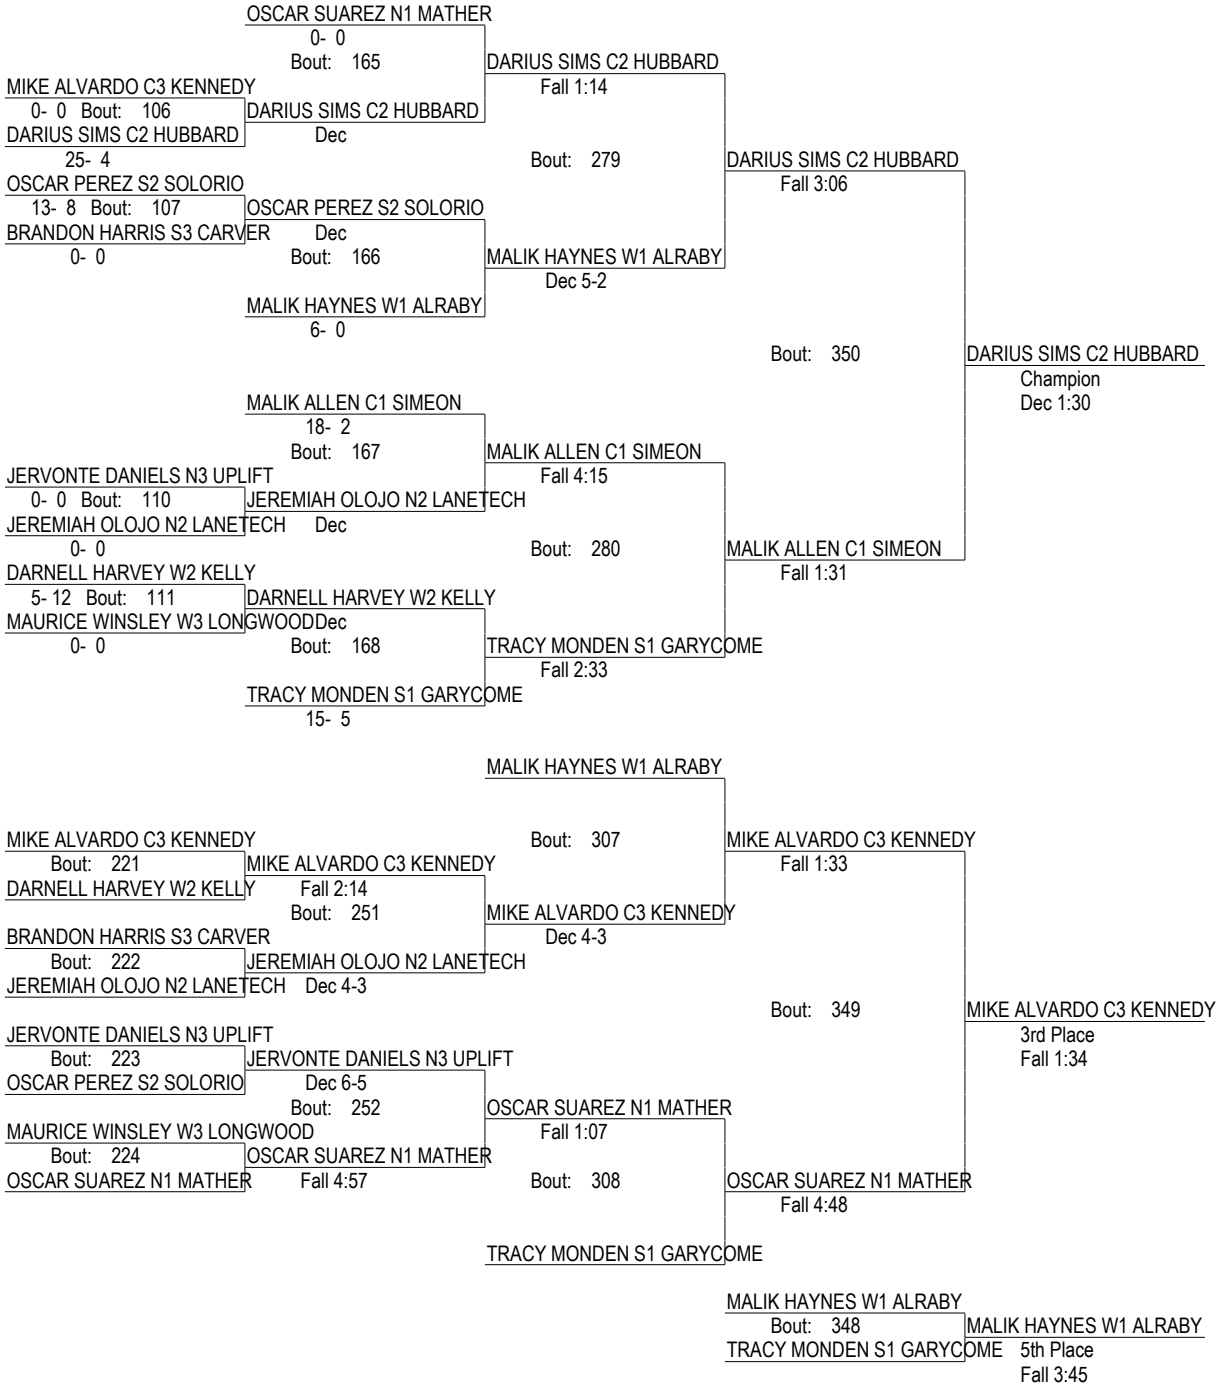 OSCAR SUAREZ N1 MATHER
0- 0
Bout: 165
DARIUS SIMS C2 HUBBARD
MIKE ALVARDO C3 KENNEDY
Fall 1:14
0- 0 Bout: 106
DARIUS SIMS C2 HUBBARD
DARIUS SIMS C2 HUBBARD
Dec
25- 4
Bout: 279
DARIUS SIMS C2 HUBBARD
OSCAR PEREZ S2 SOLORIO
Fall 3:06
13- 8 Bout: 107
OSCAR PEREZ S2 SOLORIO
BRANDON HARRIS S3 CARVER
Dec
0- 0
Bout: 166
MALIK HAYNES W1 ALRABY
Dec 5-2
MALIK HAYNES W1 ALRABY
6- 0
Bout: 350
DARIUS SIMS C2 HUBBARD
Champion
Dec 1:30
MALIK ALLEN C1 SIMEON
18- 2
Bout: 167
MALIK ALLEN C1 SIMEON
JERVONTE DANIELS N3 UPLIFT
Fall 4:15
0- 0 Bout: 110
JEREMIAH OLOJO N2 LANETECH
JEREMIAH OLOJO N2 LANETECH
Dec
0- 0
Bout: 280
MALIK ALLEN C1 SIMEON
DARNELL HARVEY W2 KELLY
Fall 1:31
5- 12 Bout: 111
DARNELL HARVEY W2 KELLY
MAURICE WINSLEY W3 LONGWOOD
Dec
0- 0
Bout: 168
TRACY MONDEN S1 GARYCOME
Fall 2:33
TRACY MONDEN S1 GARYCOME
15- 5
MALIK HAYNES W1 ALRABY
MIKE ALVARDO C3 KENNEDY
Bout: 307
MIKE ALVARDO C3 KENNEDY
Bout: 221
MIKE ALVARDO C3 KENNEDY
Fall 1:33
DARNELL HARVEY W2 KELLY
Fall 2:14
Bout: 251
MIKE ALVARDO C3 KENNEDY
BRANDON HARRIS S3 CARVER
Dec 4-3
Bout: 222
JEREMIAH OLOJO N2 LANETECH
JEREMIAH OLOJO N2 LANETECH
Dec 4-3
Bout: 349
MIKE ALVARDO C3 KENNEDY
JERVONTE DANIELS N3 UPLIFT
3rd Place
Bout: 223
JERVONTE DANIELS N3 UPLIFT
Fall 1:34
OSCAR PEREZ S2 SOLORIO
Dec 6-5
Bout: 252
OSCAR SUAREZ N1 MATHER
MAURICE WINSLEY W3 LONGWOOD
Fall 1:07
Bout: 224
OSCAR SUAREZ N1 MATHER
OSCAR SUAREZ N1 MATHER
Fall 4:57
Bout: 308
OSCAR SUAREZ N1 MATHER
Fall 4:48
TRACY MONDEN S1 GARYCOME
MALIK HAYNES W1 ALRABY
Bout: 348
MALIK HAYNES W1 ALRABY
TRACY MONDEN S1 GARYCOME
5th Place
Fall 3:45